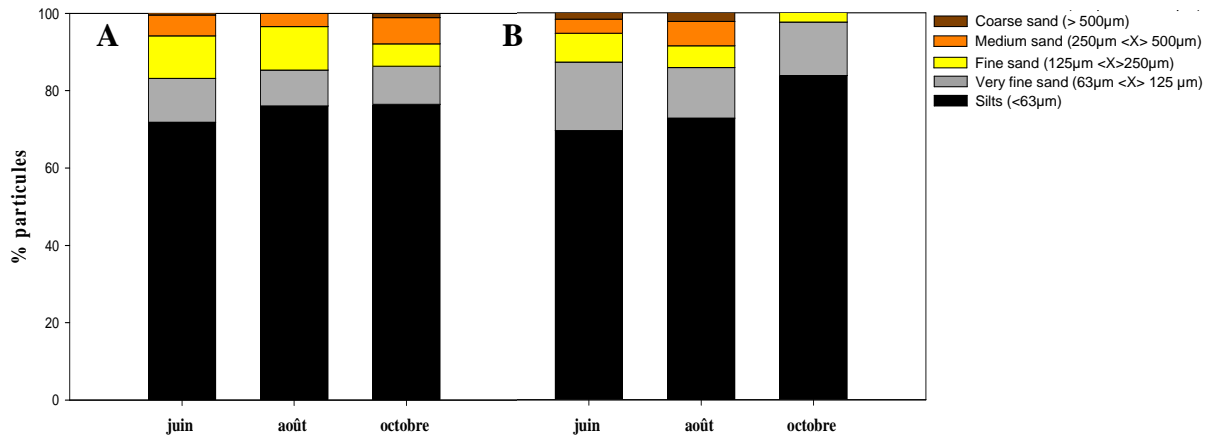 A
B
100
80
60
40
20
0
% particules
juin
août
octobre
juin
août
octobre
Coarse sand (> 500µm)
Medium sand (250µm <X> 500µm)
Fine sand (125µm <X>250µm)
Very fine sand (63µm <X> 125 µm)
Silts (<63µm)